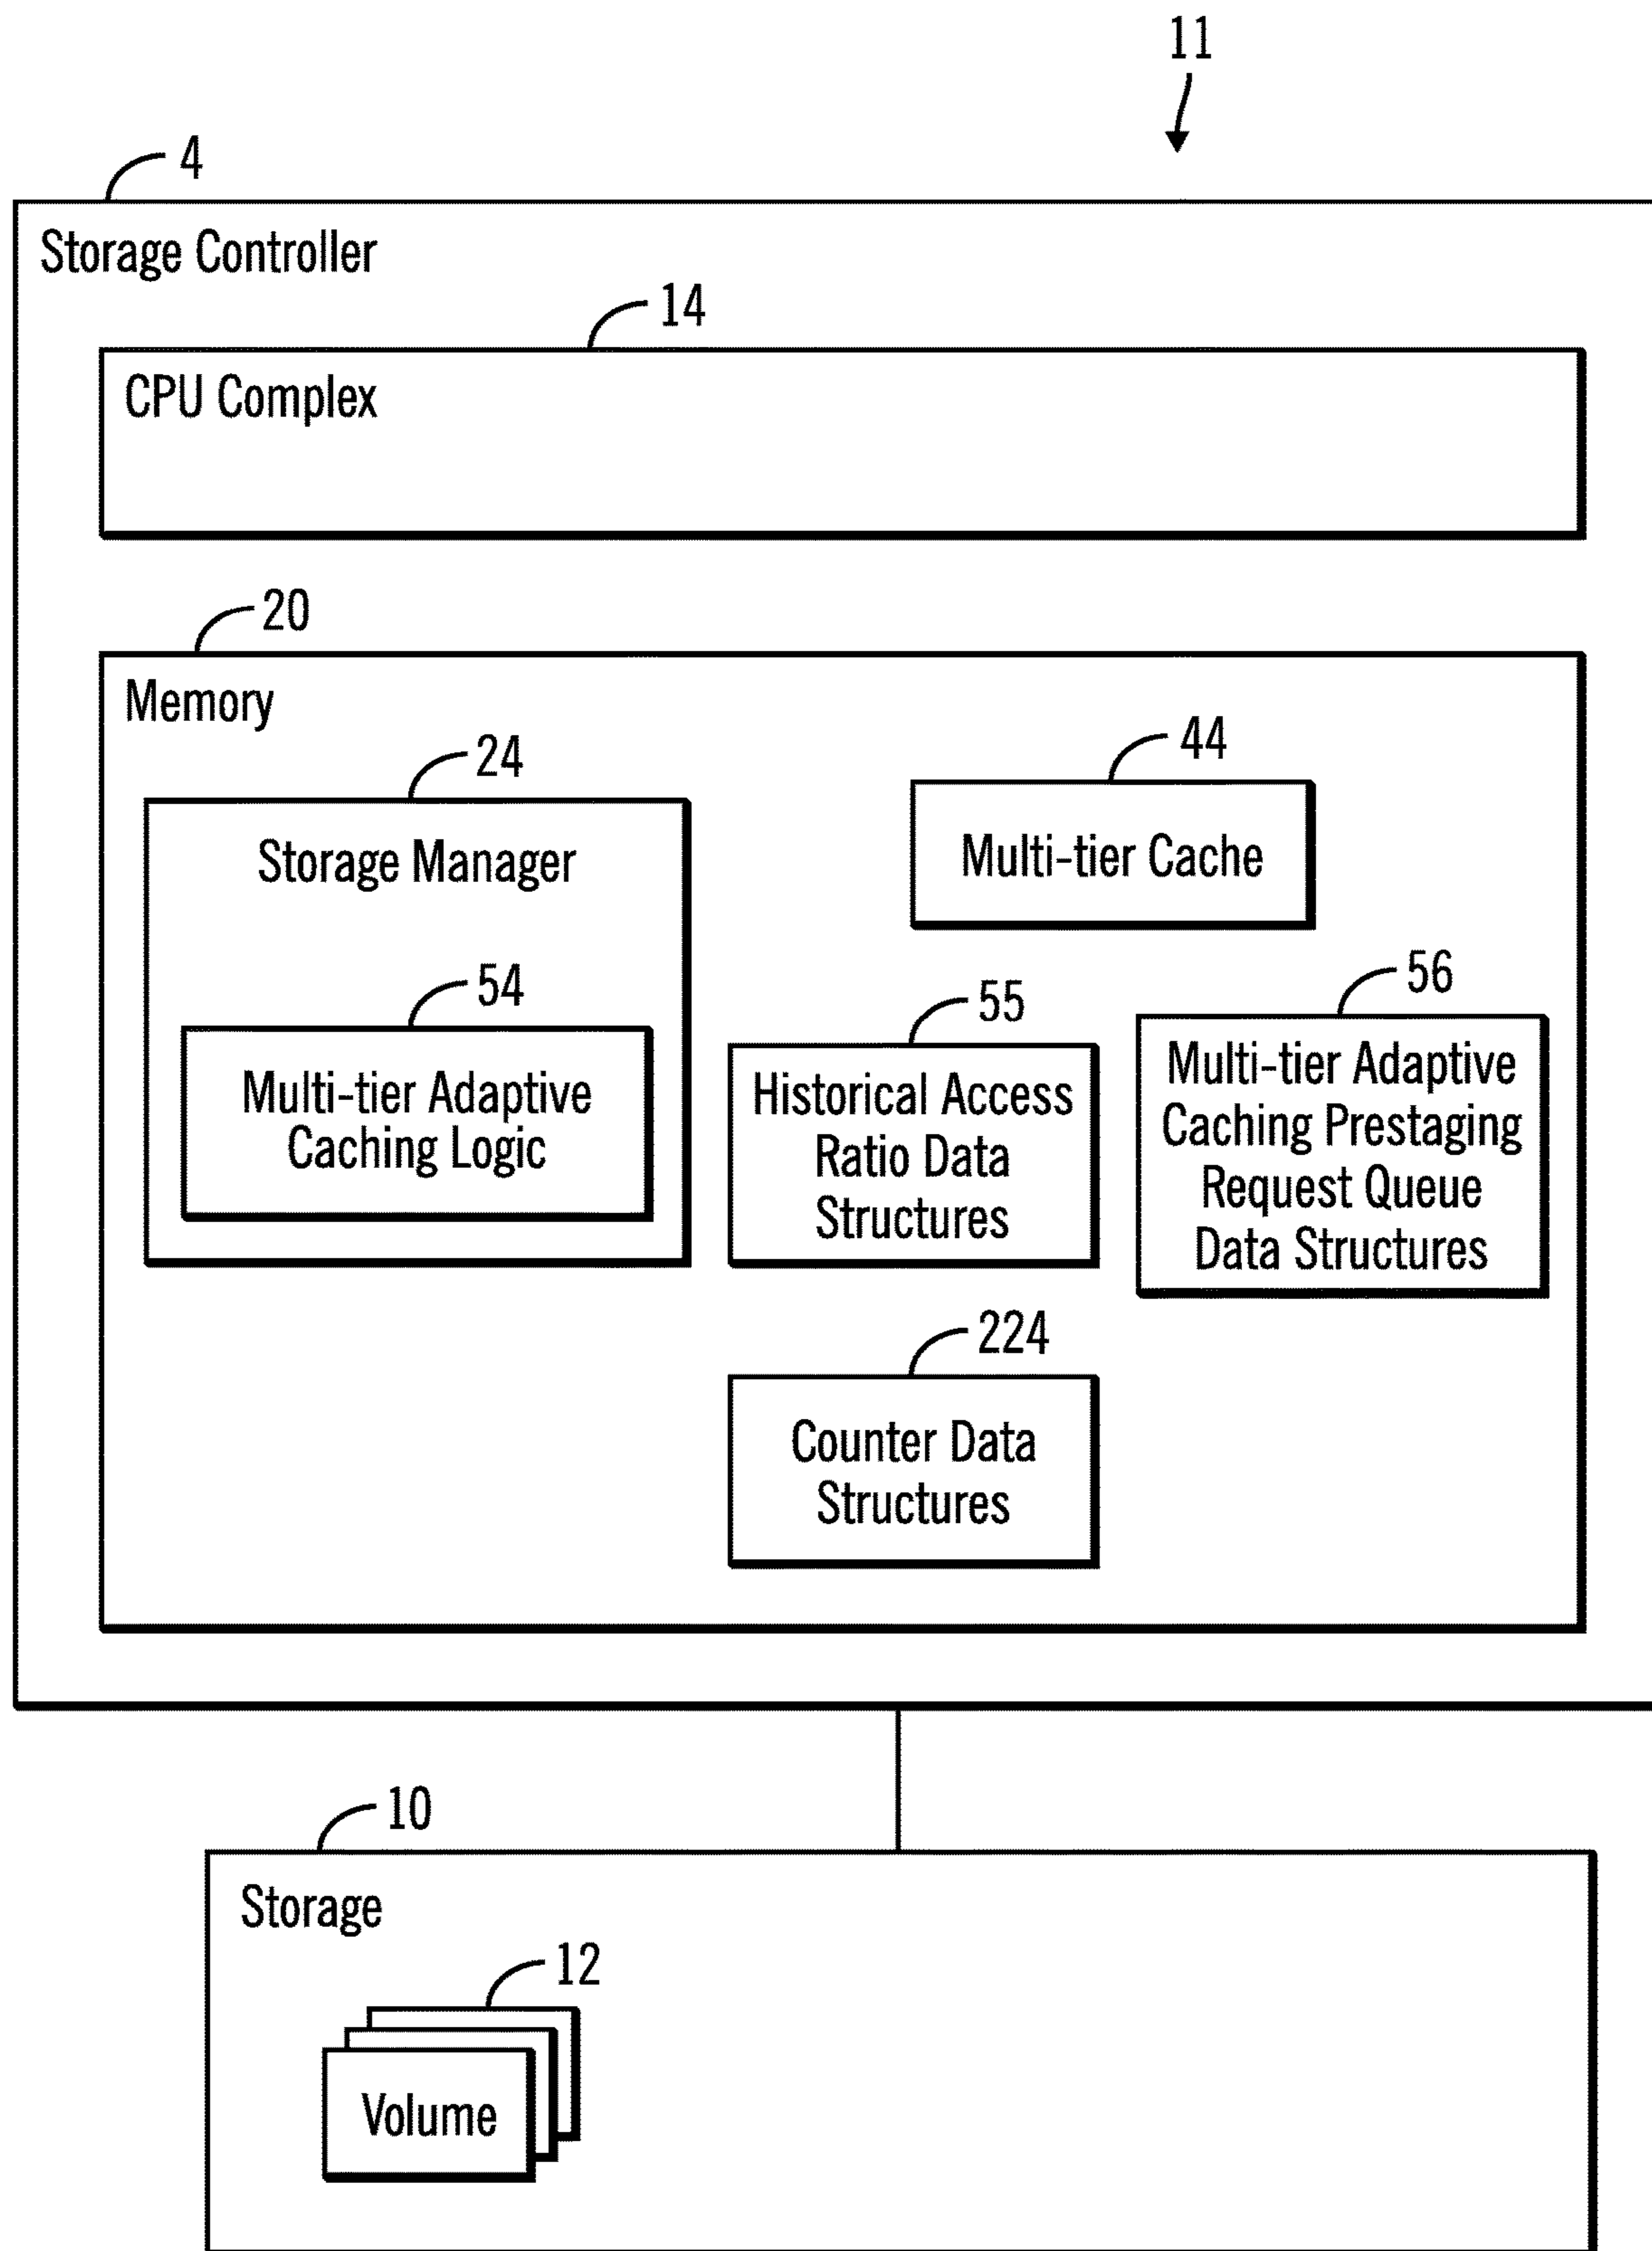 11
4
Storage Controller
14
CPU Complex
20
Memory
24
Storage Manager
54
Multi-tier Adaptive
Caching Logic
44
Multi-tier Cache
55
Historical Access
Ratio Data
Structures
56
Multi-tier Adaptive
Caching Prestaging
Request Queue
Data Structures
224
Counter Data
Structures
10
Storage
12
Volume